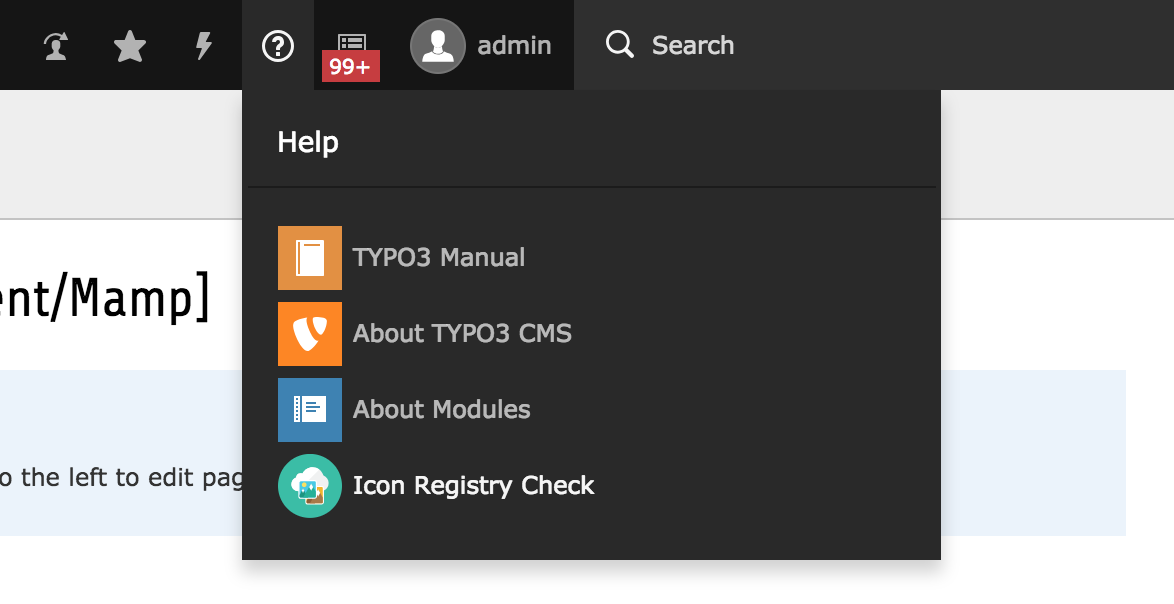 99+
admin
Search
Help
ent/Mamp]
TYPO3 Manual
About TYPO3 CMS
About Modules
o the left to edit pag
Icon Registry Check